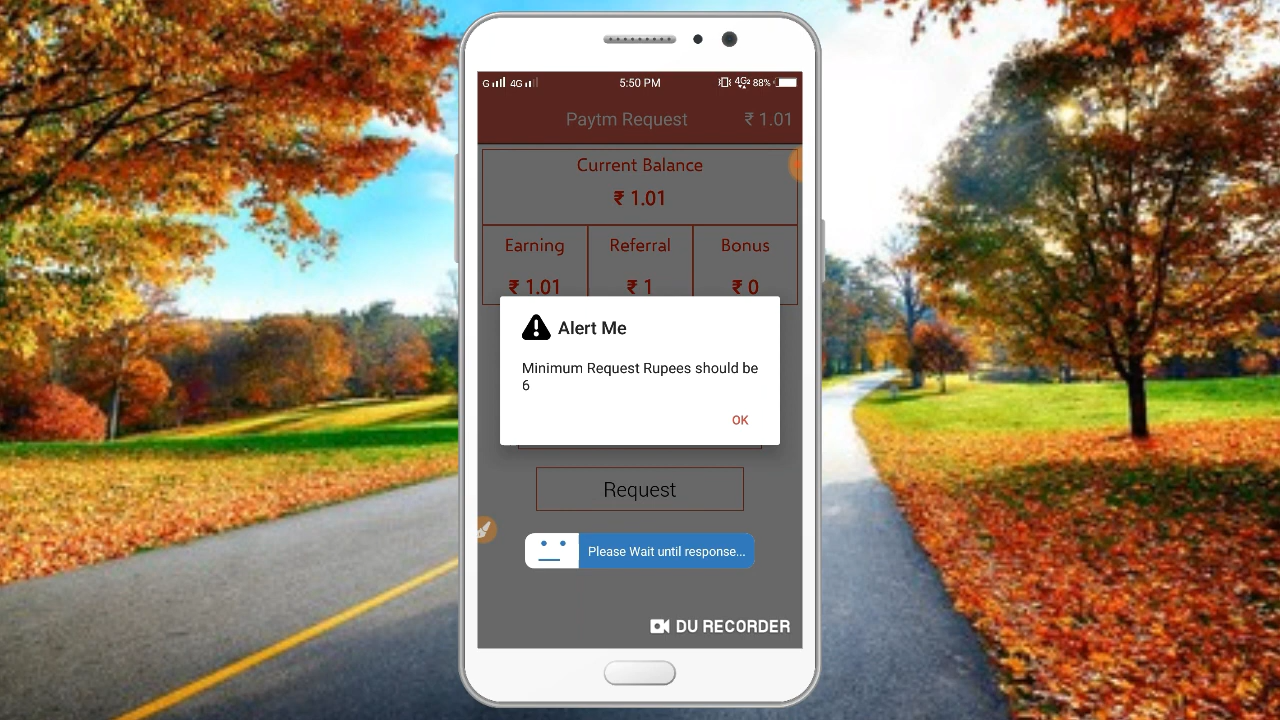 G 4G 5:50 PM 4G2 88%
Paytm Request ₹ 1.01
Current Balance
₹ 1.01
Earning Referral Bonus
₹ 1.01 ₹ 1 ₹ 0
Alert Me
Minimum Request Rupees should be
6
OK
Request
Please Wait until response...
DU RECORDER